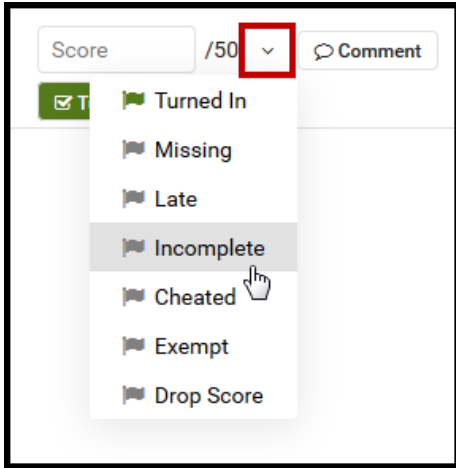 Score /50 Comment
T
Turned In
Missing
Late
Incomplete
Cheated
Exempt
Drop Score